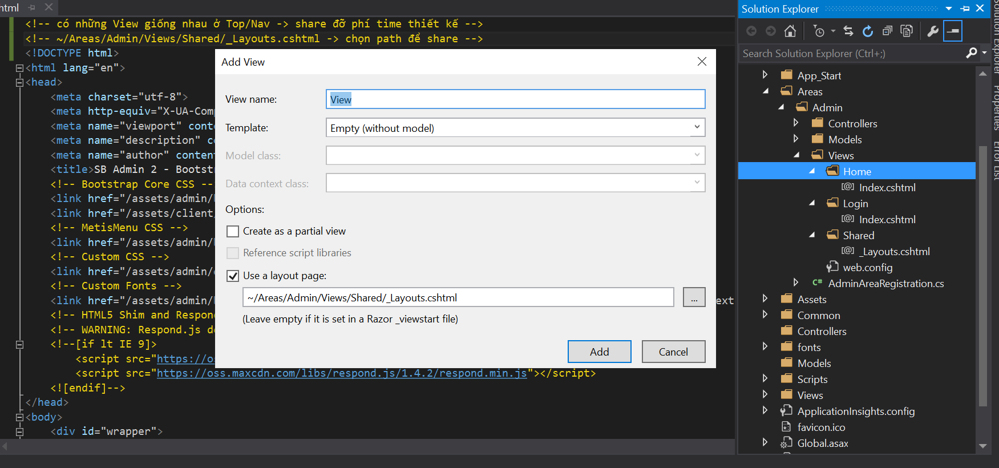 html
<!-- có những View giống nhau ở Top/Nav -> share đỡ phí time thiết kế -->
<!-- ~/Areas/Admin/Views/Shared/_Layouts.cshtml -> chọn path để share -->
<!DOCTYPE html>
<html lang="en">
<head>
<meta charset="utf-8">
<meta http-equiv="X-UA-Comp
<meta name="viewport" conte
<meta name="description" co
<meta name="author" content
<title>SB Admin 2 - Bootstr
<!-- Bootstrap Core CSS --
<link href="/assets/admin/
<link href="/assets/client/
<!-- MetisMenu CSS -->
<link href="/assets/admin/
<!-- Custom CSS -->
<link href="/assets/admin/
<!-- Custom Fonts -->
<link href="/assets/admin/
ext
<!-- HTML5 Shim and Respond
<!-- WARNING: Respond.js do
<!--[if lt IE 9]>
<script src="https://os
<script src="https://oss.maxcdn.com/libs/respond.js/1.4.2/respond.min.js"></script>
<![endif]-->
</head>
<body>
<div id="wrapper">
Add View
View name:
View
Template:
Empty (without model)
Model class:
Data context class:
Options:
Create as a partial view
Reference script libraries
Use a layout page:
~/Areas/Admin/Views/Shared/_Layouts.cshtml
...
(Leave empty if it is set in a Razor _viewstart file)
Add
Cancel
Solution Explorer
Search Solution Explorer (Ctrl+;)
App_Start
Areas
Admin
Controllers
Models
Views
Home
Index.cshtml
Login
Index.cshtml
Shared
_Layouts.cshtml
web.config
C# AdminAreaRegistration.cs
Assets
Common
Controllers
fonts
Models
Scripts
Views
ApplicationInsights.config
favicon.ico
Global.asax
Solution Explorer
Properties
Error List